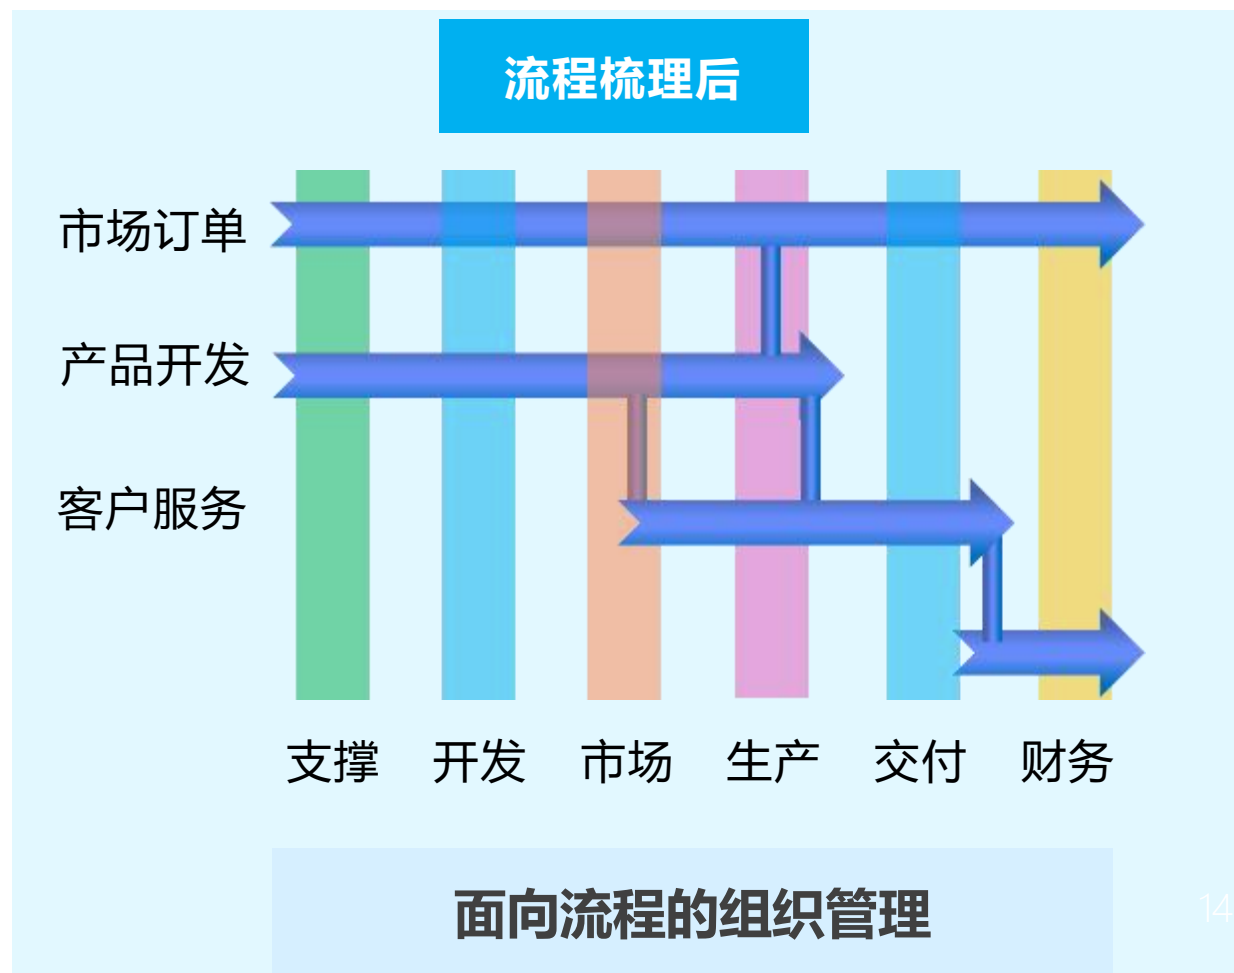 流程梳理后
市场订单
产品开发
客户服务
支撑 开发 市场 生产 交付 财务
面向流程的组织管理
14